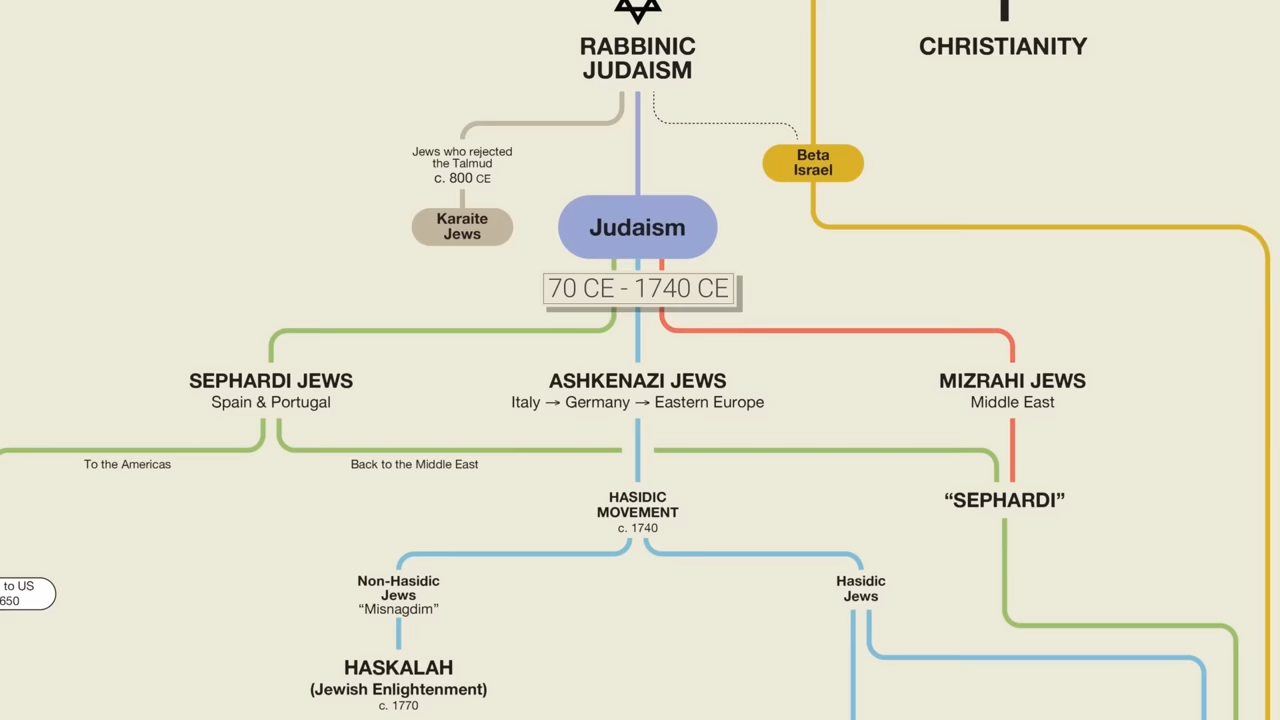 RABBINIC
JUDAISM
CHRISTIANITY
Jews who rejected
the Talmud
c. 800 CE
Beta
Israel
Karaite
Jews
Judaism
70 CE - 1740 CE
SEPHARDI JEWS
Spain & Portugal
ASHKENAZI JEWS
Italy → Germany → Eastern Europe
MIZRAHI JEWS
Middle East
To the Americas
Back to the Middle East
HASIDIC
MOVEMENT
c. 1740
“SEPHARDI”
Non-Hasidic
Jews
“Misnagdim”
Hasidic
Jews
to US
650
HASKALAH
(Jewish Enlightenment)
c. 1770